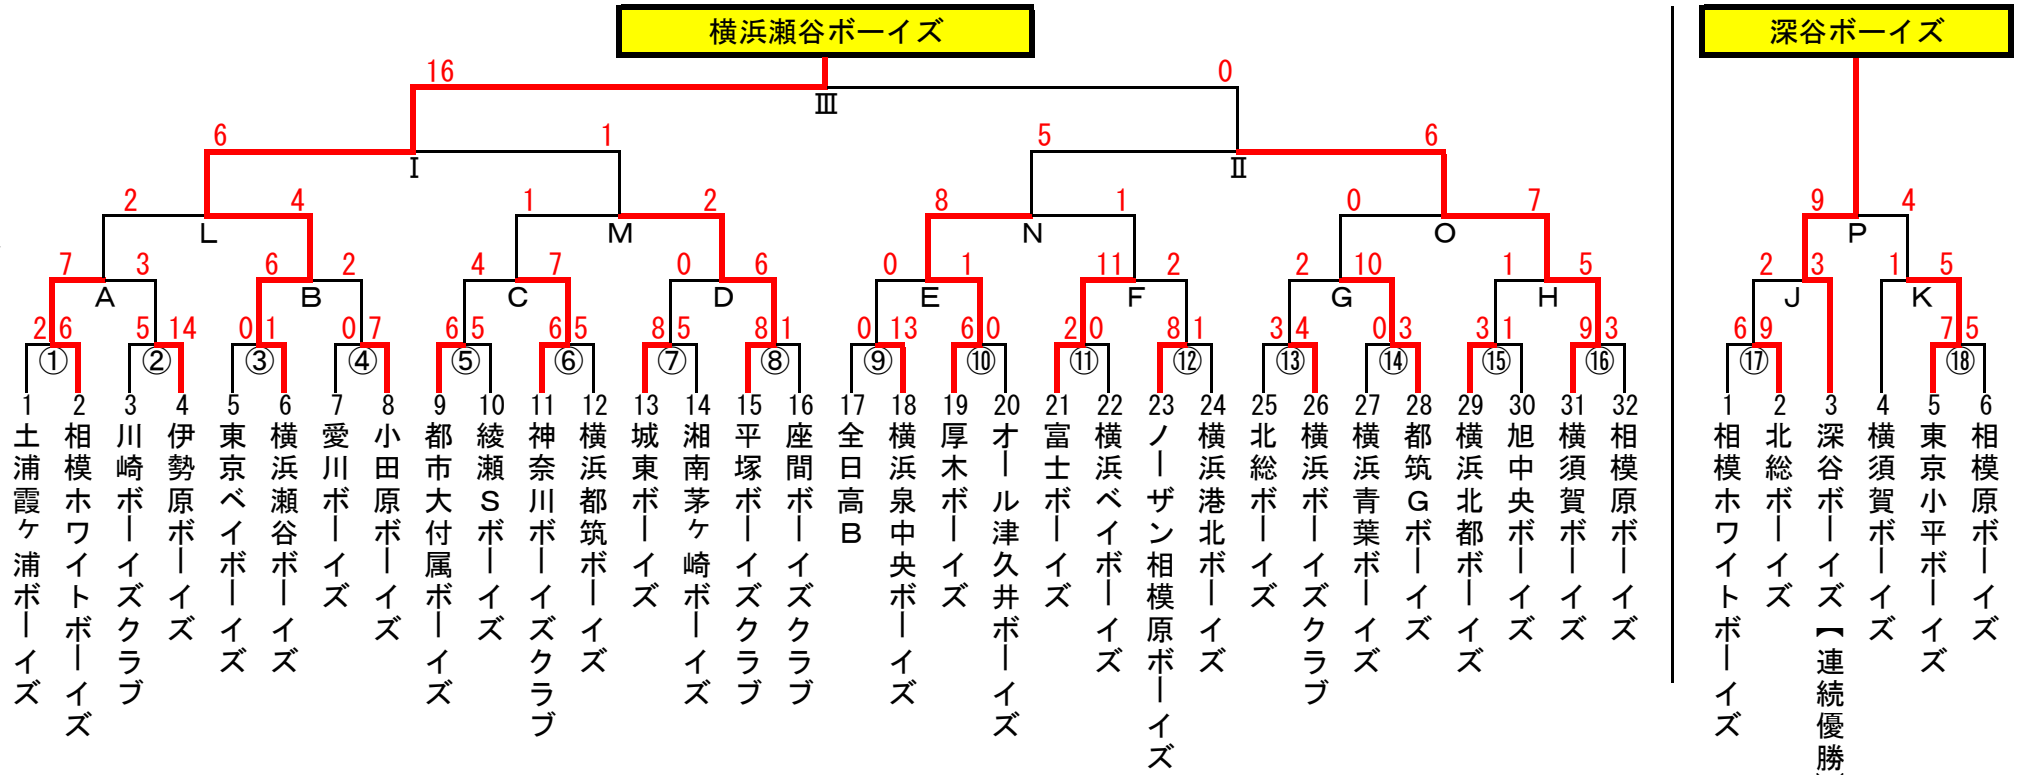 横浜瀬谷ボーイズ
深谷ボーイズ
16 0
Ⅲ
6 1 5 6
Ⅰ Ⅱ
2 4 1 2 8 1 0 7 9 4
L M N O P
7 3 6 2 4 7 0 6 0 1 11 2 2 10 1 5 2 3 1 5
A B C D E F G H J K
2 6 5 14 0 1 0 7 6 5 6 5 8 5 8 1 0 13 6 0 2 0 8 1 3 4 0 3 3 1 9 3 6 9 7 5
① ② ③ ④ ⑤ ⑥ ⑦ ⑧ ⑨ ⑩ ⑪ ⑫ ⑬ ⑭ ⑮ ⑯ ⑰ ⑱
1 土浦霞ヶ浦ボーイズ
2 相模ホワイトボーイズ
3 川崎ボーイズクラブ
4 伊勢原ボーイズ
5 東京ベイボーイズ
6 横浜瀬谷ボーイズ
7 愛川ボーイズ
8 小田原ボーイズ
9 都市大付属ボーイズ
10 綾瀬Sボーイズ
11 神奈川ボーイズクラブ
12 横浜都筑ボーイズ
13 城東ボーイズ
14 湘南茅ケ崎ボーイズ
15 平塚ボーイズクラブ
16 座間ボーイズクラブ
17 全日高B
18 横浜泉中央ボーイズ
19 厚木ボーイズ
20 オール津久井ボーイズ
21 富士ボーイズ
22 横浜ベイボーイズ
23 ノーザン相模原ボーイズ
24 横浜港北ボーイズ
25 北総ボーイズ
26 横浜ボーイズクラブ
27 横浜青葉ボーイズ
28 都筑Gボーイズ
29 横浜北都ボーイズ
30 旭中央ボーイズ
31 横須賀ボーイズ
32 相模原ボーイズ
1 相模ホワイトボーイズ
2 北総ボーイズ
3 深谷ボーイズ【連続優勝
4 横須賀ボーイズ
5 東京小平ボーイズ
6 相模原ボーイズ